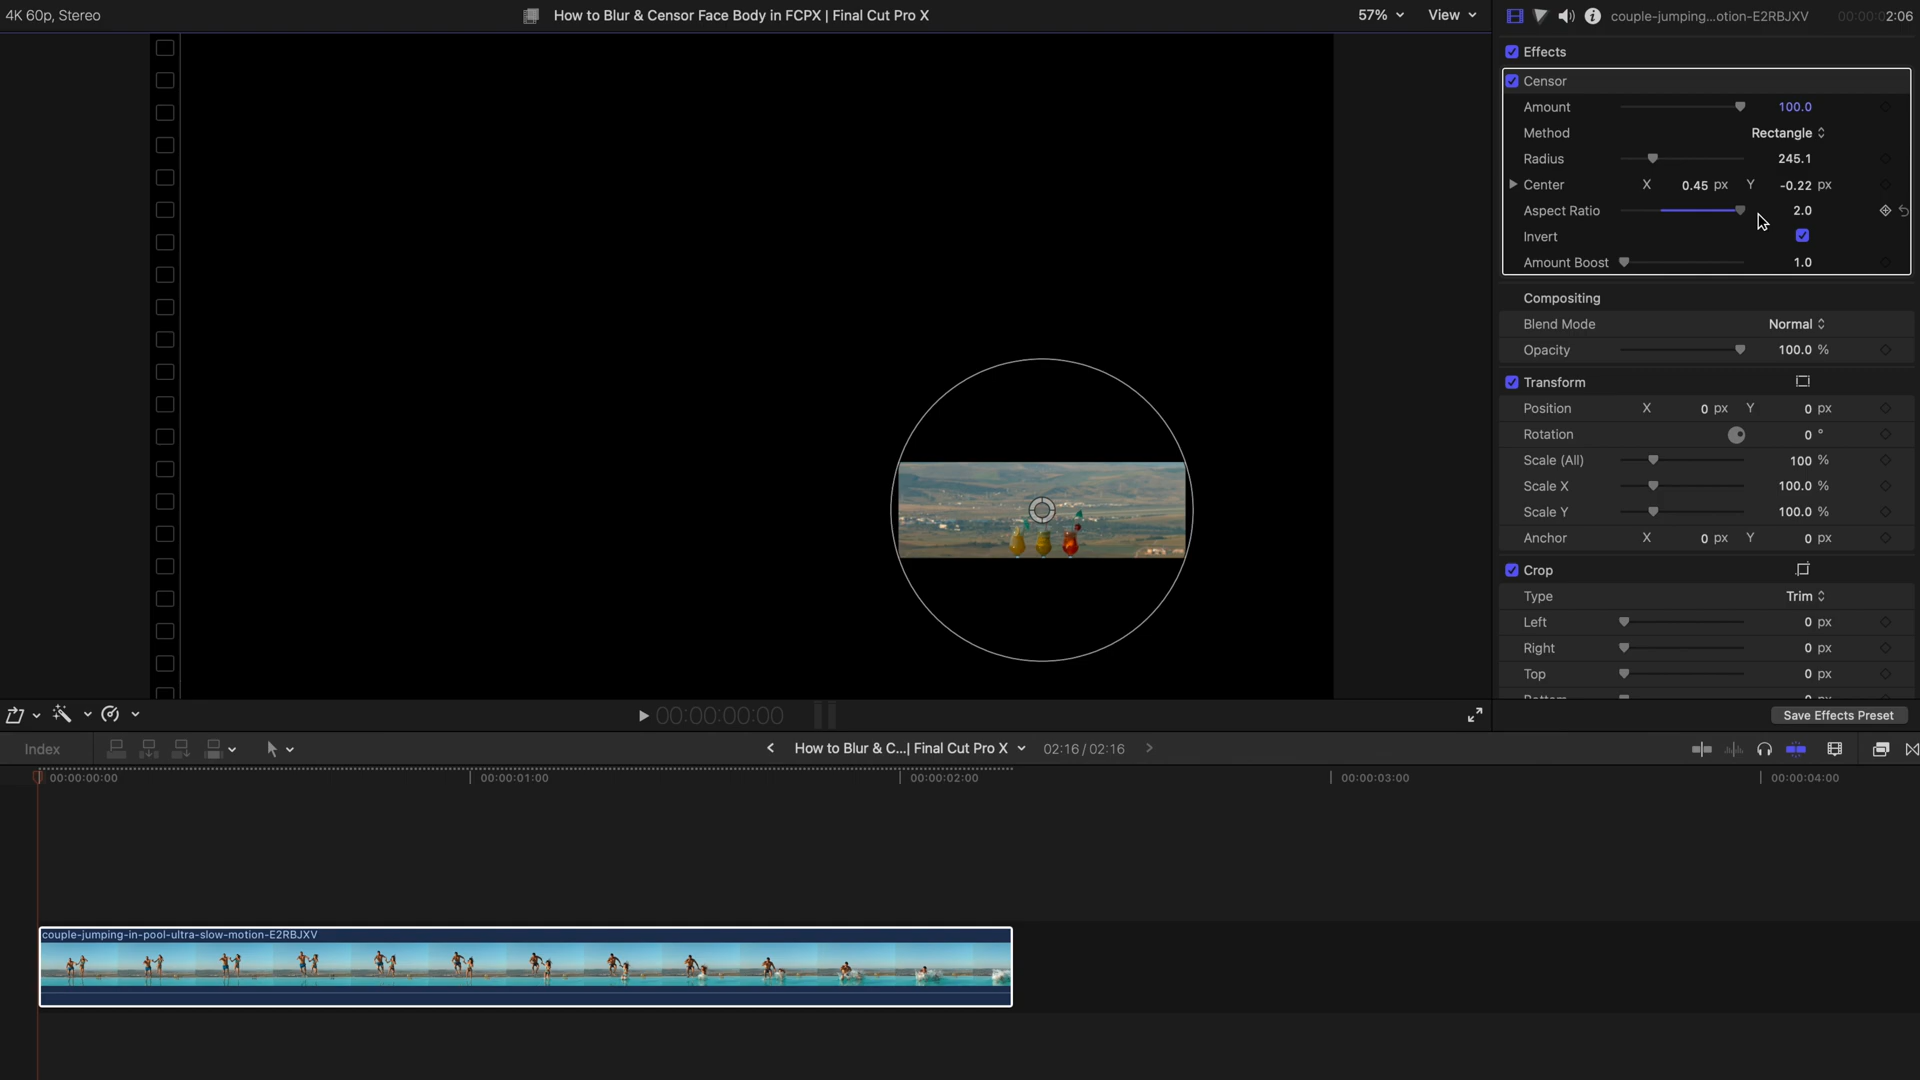 4K 60p, Stereo
How to Blur & Censor Face Body in FCPX | Final Cut Pro X
57%
View
couple-jumping...otion-E2RBJXV
00:00:02:06
Effects
Censor
Amount 100.0
Method Rectangle
Radius 245.1
Center X 0.45 px Y -0.22 px
Aspect Ratio 2.0
Invert
Amount Boost 1.0
Compositing
Blend Mode Normal
Opacity 100.0 %
Transform
Position X 0 px Y 0 px
Rotation 0 °
Scale (All) 100 %
Scale X 100.0 %
Scale Y 100.0 %
Anchor X 0 px Y 0 px
Crop
Type Trim
Left 0 px
Right 0 px
Top 0 px
00:00:00:00
Save Effects Preset
Index
How to Blur & C...| Final Cut Pro X
02:16 / 02:16
00:00:00:00
00:00:01:00
00:00:02:00
00:00:03:00
00:00:04:00
couple-jumping-in-pool-ultra-slow-motion-E2RBJXV